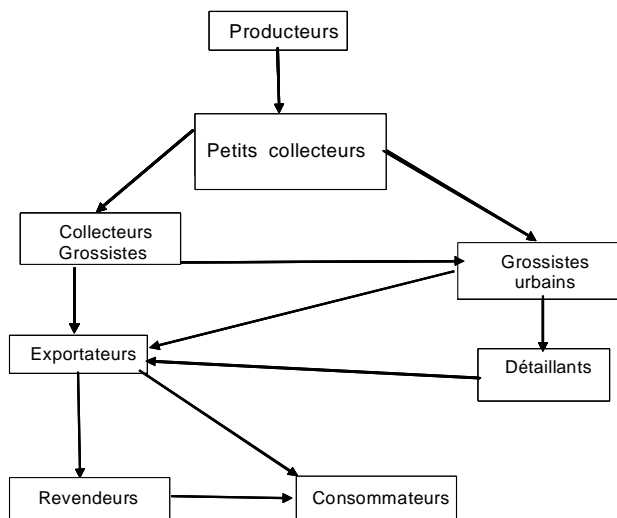 Producteurs
Petits collecteurs
Collecteurs
Grossistes
Grossistes
urbains
Exportateurs
Détaillants
Revendeurs
Consommateurs